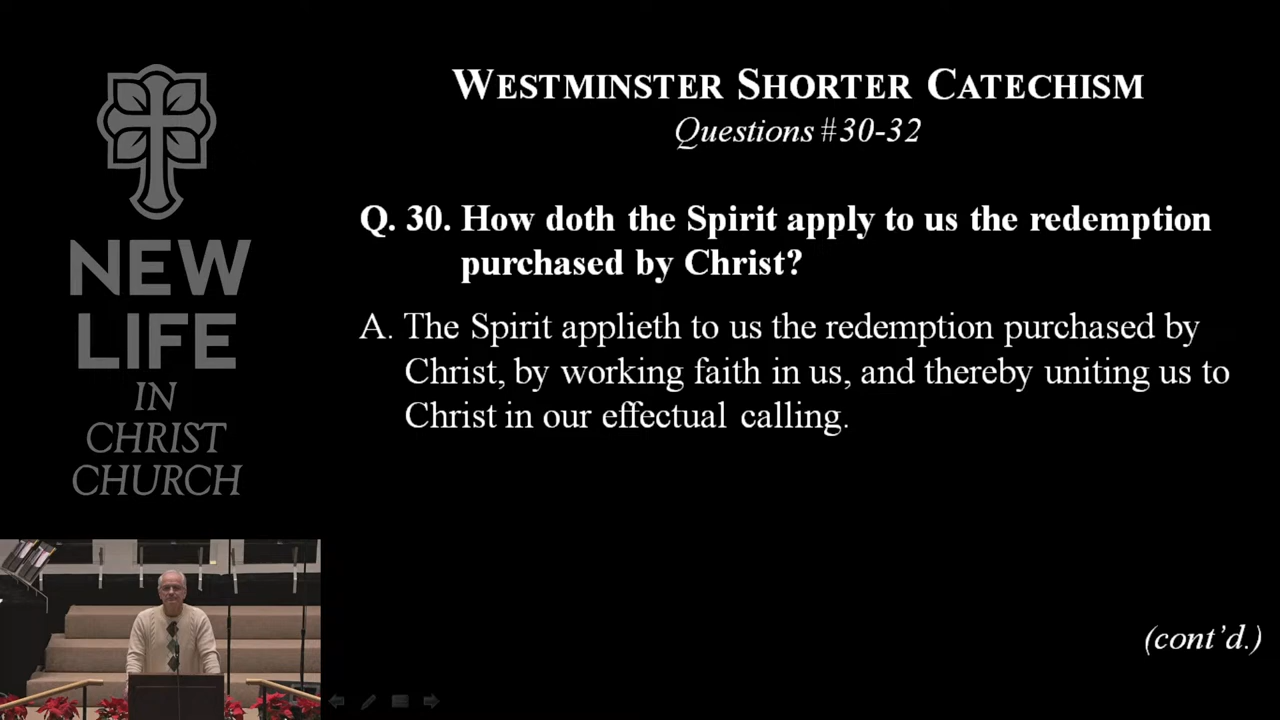 NEW
LIFE
IN
CHRIST
CHURCH
WESTMINSTER SHORTER CATECHISM
Questions #30-32
Q. 30. How doth the Spirit apply to us the redemption
purchased by Christ?
A. The Spirit applieth to us the redemption purchased by
Christ, by working faith in us, and thereby uniting us to
Christ in our effectual calling.
(cont’d.)